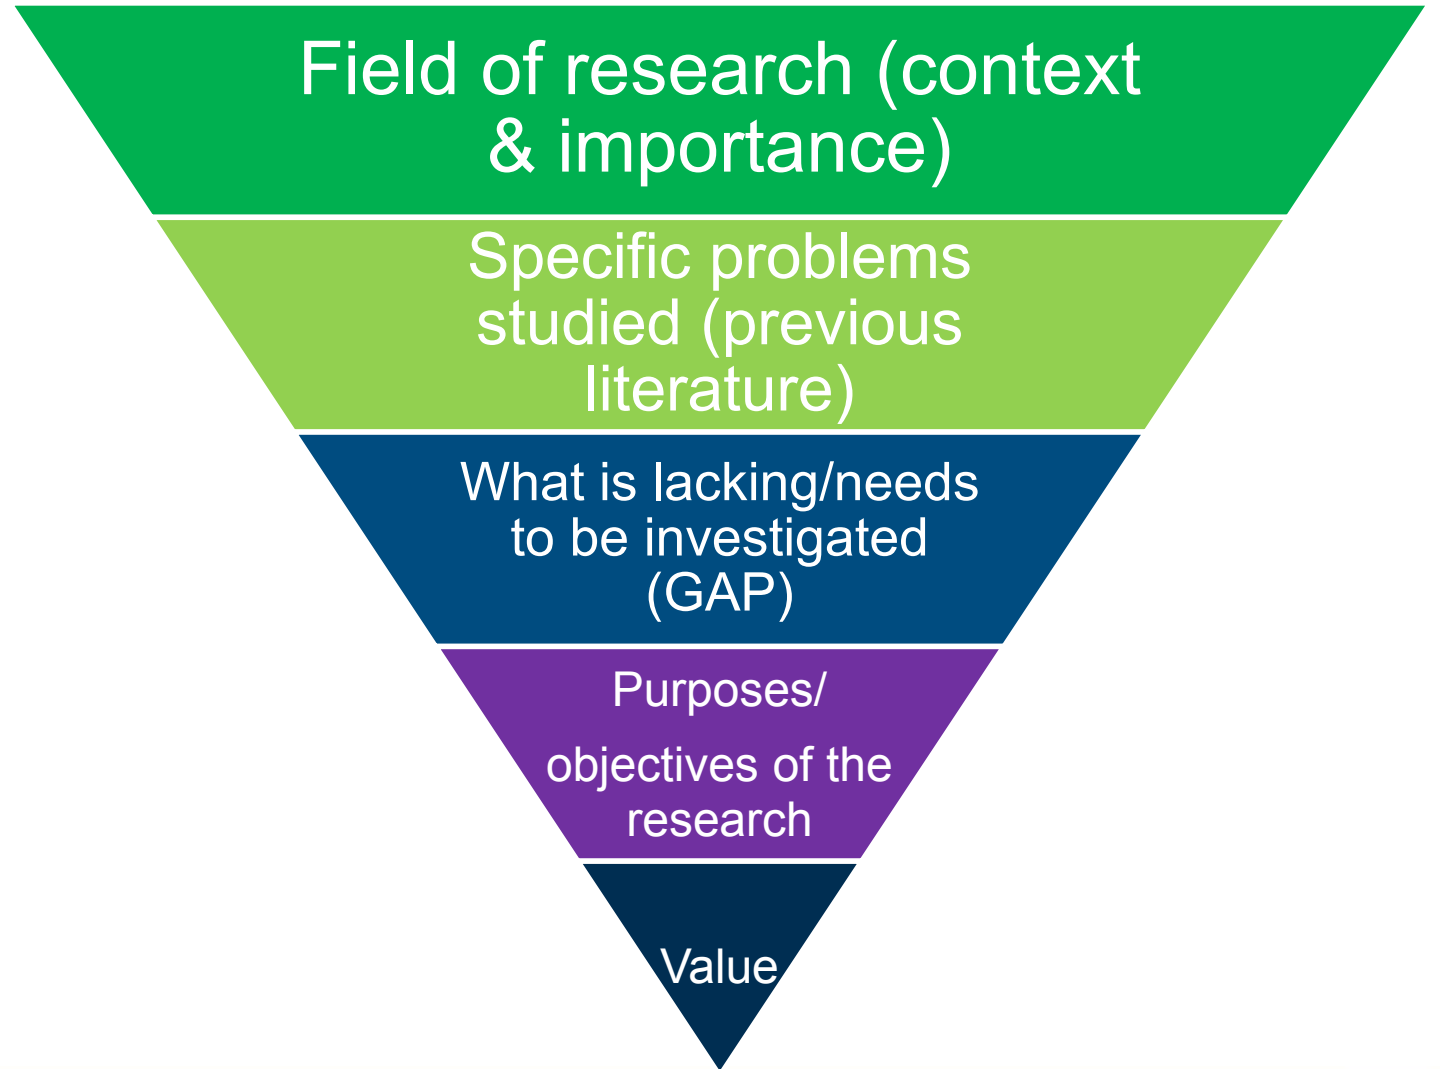 Field of research (context
& importance)
Specific problems
studied (previous
literature)
What is lacking/needs
to be investigated
(GAP)
Purposes/
objectives of the
research
Value